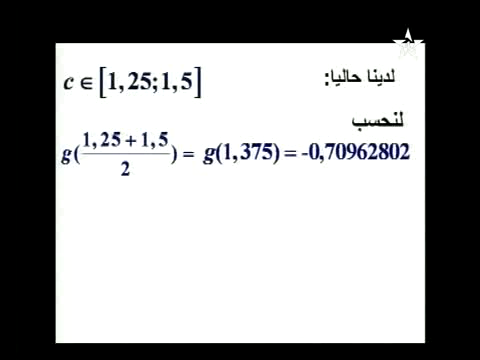 لدينا حاليا: c ∈ [1,25;1,5]
لنحسب
g((1,25 + 1,5)/2) = g(1,375) = -0,70962802